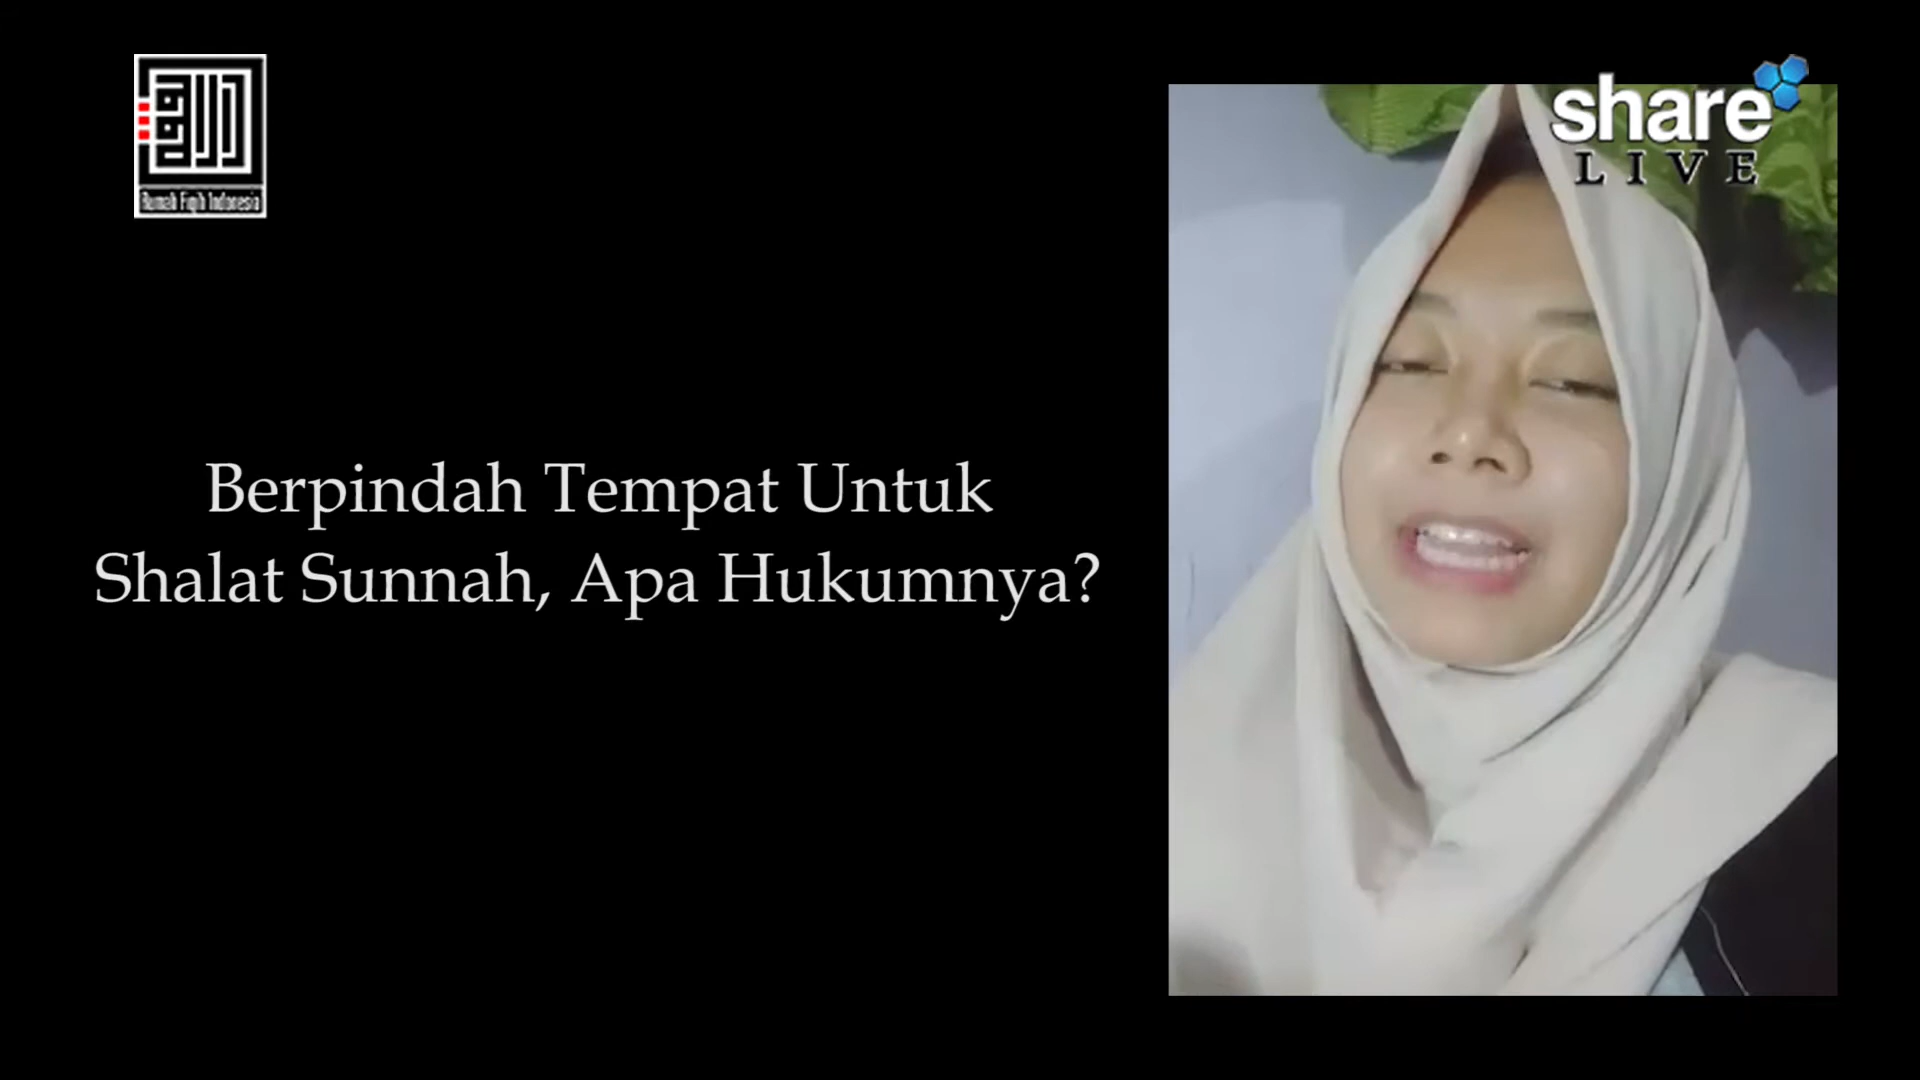 Rumah Fiqih Indonesia
share
LIVE
Berpindah Tempat Untuk
Shalat Sunnah, Apa Hukumnya?